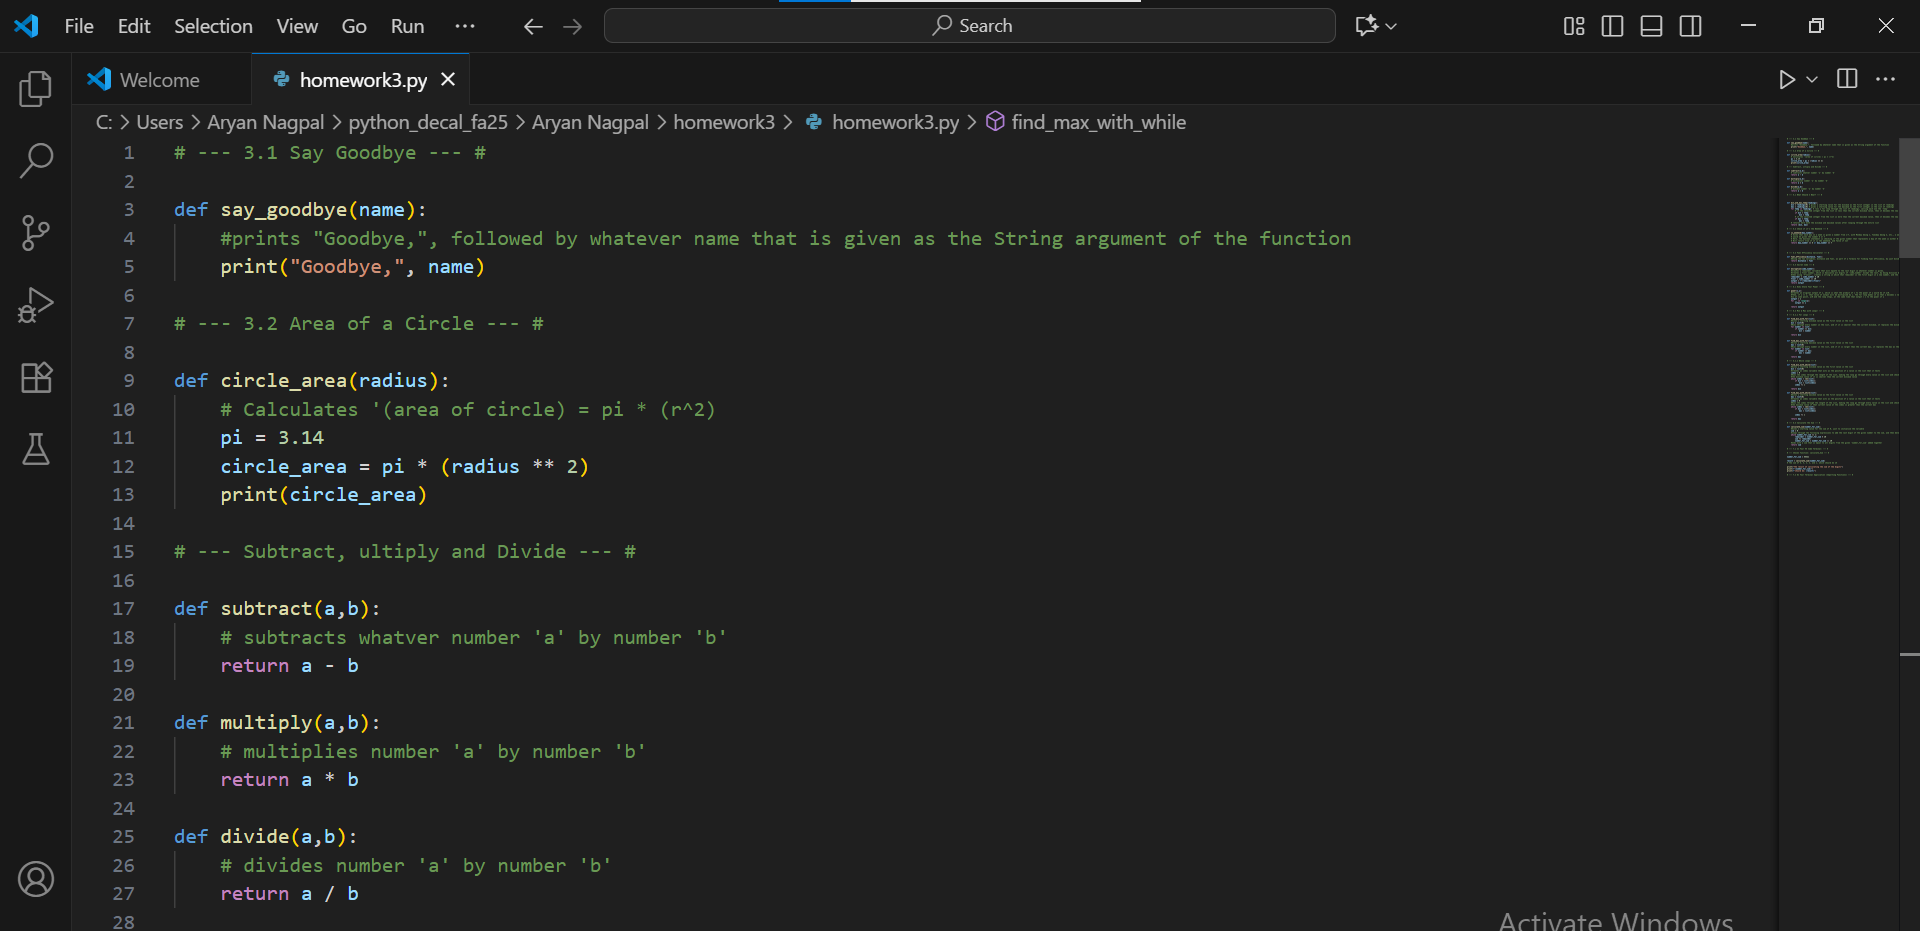 File Edit Selection View Go Run ··· Search
Welcome homework3.py
C: > Users > Aryan Nagpal > python_decal_fa25 > Aryan Nagpal > homework3 > homework3.py > find_max_with_while
1 # --- 3.1 Say Goodbye --- #
2
3 def say_goodbye(name):
4     #prints "Goodbye,", followed by whatever name that is given as the String argument of the function
5     print("Goodbye,", name)
6
7 # --- 3.2 Area of a Circle --- #
8
9 def circle_area(radius):
10     # Calculates '(area of circle) = pi * (r^2)
11     pi = 3.14
12     circle_area = pi * (radius ** 2)
13     print(circle_area)
14
15 # --- Subtract, ultiply and Divide --- #
16
17 def subtract(a,b):
18     # subtracts whatver number 'a' by number 'b'
19     return a - b
20
21 def multiply(a,b):
22     # multiplies number 'a' by number 'b'
23     return a * b
24
25 def divide(a,b):
26     # divides number 'a' by number 'b'
27     return a / b
28
Activate Windows